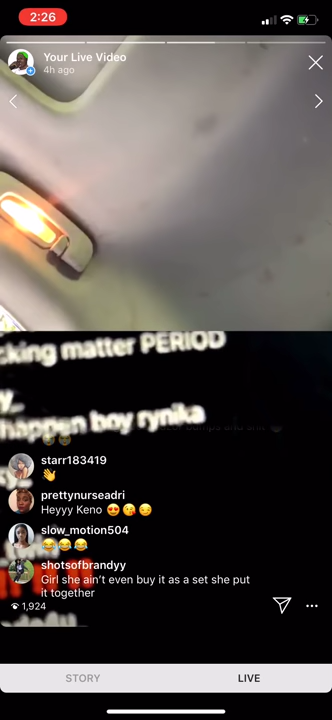 2:26
Your Live Video
4h ago
cking matter PERIOD
y
happen boy rynika
starr183419
👋
prettynurseadri
Heyyy Keno 😍😘😏
slow_motion504
😂😂😂
shotsofbrandyy
Girl she ain't even buy it as a set she put
it together
1,924
STORY LIVE